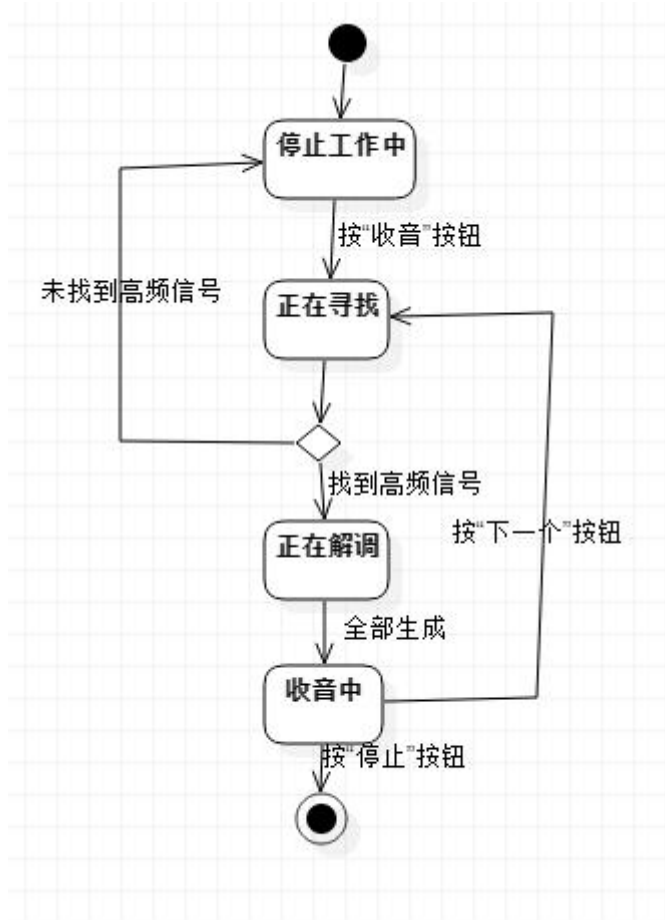 停止工作中
按“收音”按钮
未找到高频信号
正在寻找
找到高频信号
按“下一个”按钮
正在解调
全部生成
收音中
按“停止”按钮